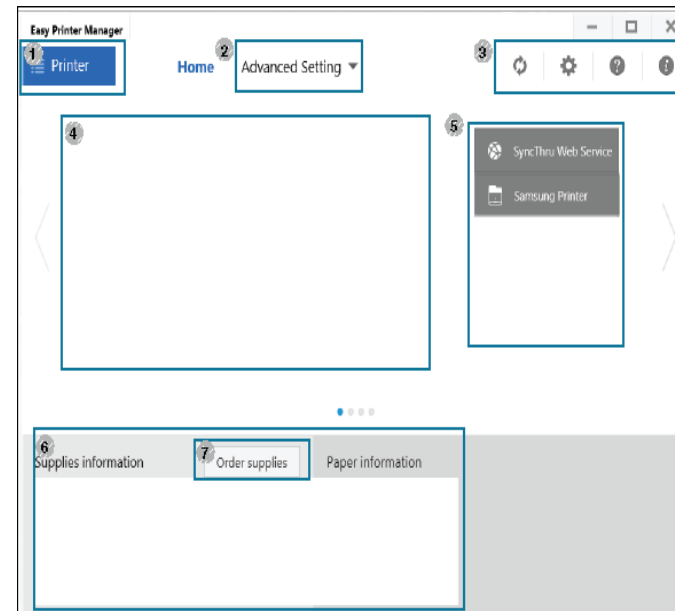 Easy Printer Manager
1 Printer Home 2 Advanced Setting 3
4
5
SyncThru Web Service
Samsung Printer
6 Supplies information 7 Order supplies Paper information